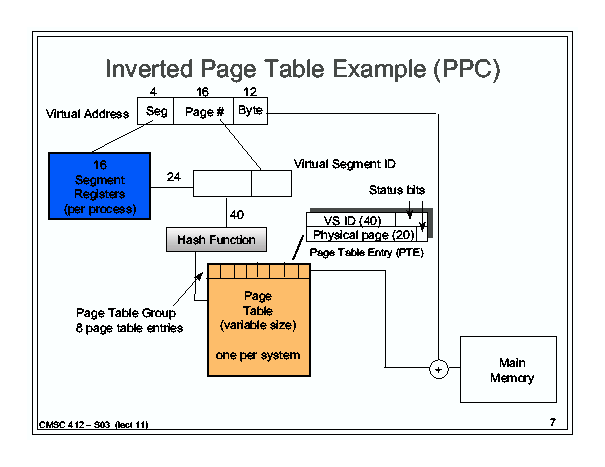 Inverted Page Table Example (PPC)
4 16 12
Virtual Address Seg Page # Byte
16
Segment
Registers
(per process)
24
Virtual Segment ID
40
Status bits
Hash Function
VS ID (40)
Physical page (20)
Page Table Entry (PTE)
Page Table Group
8 page table entries
Page
Table
(variable size)
one per system
+
Main
Memory
CMSC 412 – S03 (lect 11)
7